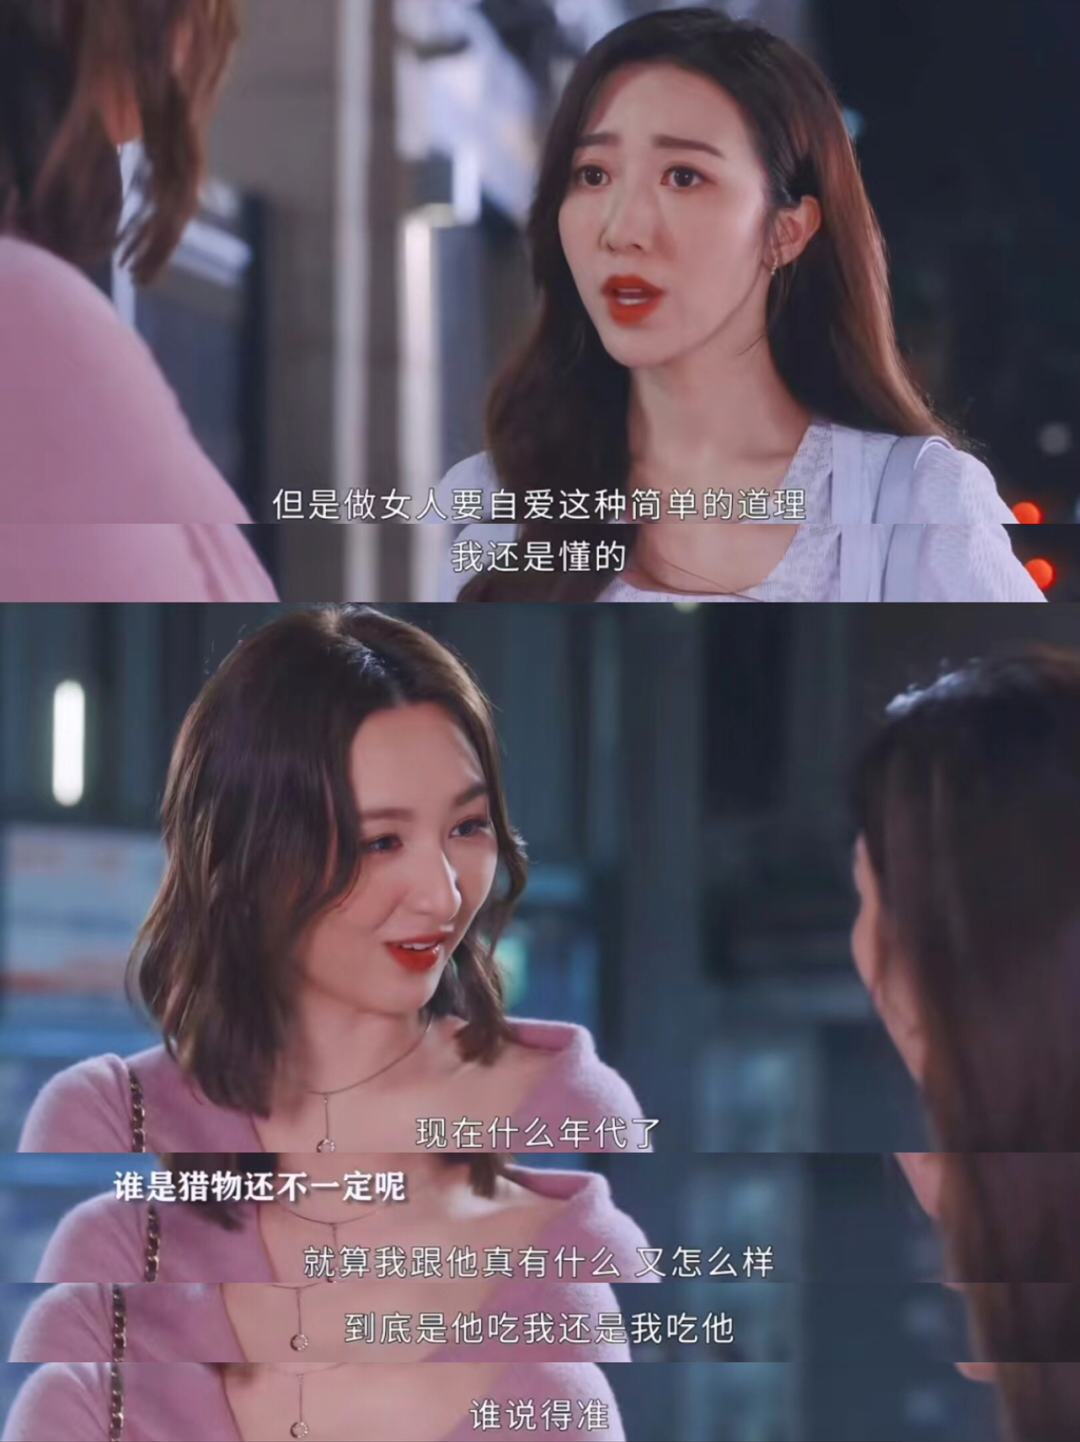 但是做女人要自爱这种简单的道理
我还是懂的
现在什么年代了
谁是猎物还不一定呢
就算我跟他真有什么 又怎么样
到底是他吃我还是我吃他
谁说得准